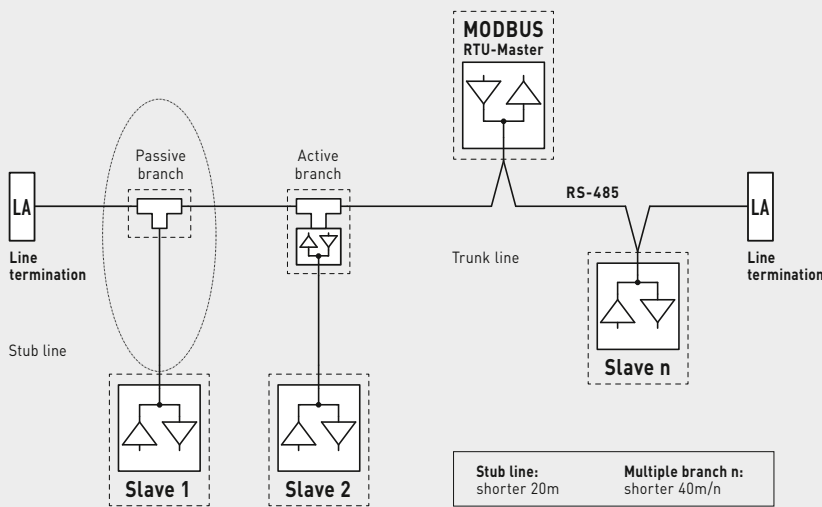 MODBUS
RTU-Master
Passive
branch
Active
branch
LA
RS-485
LA
Line
termination
Trunk line
Line
termination
Stub line
Slave n
Slave 1
Slave 2
Stub line:
shorter 20m
Multiple branch n:
shorter 40m/n